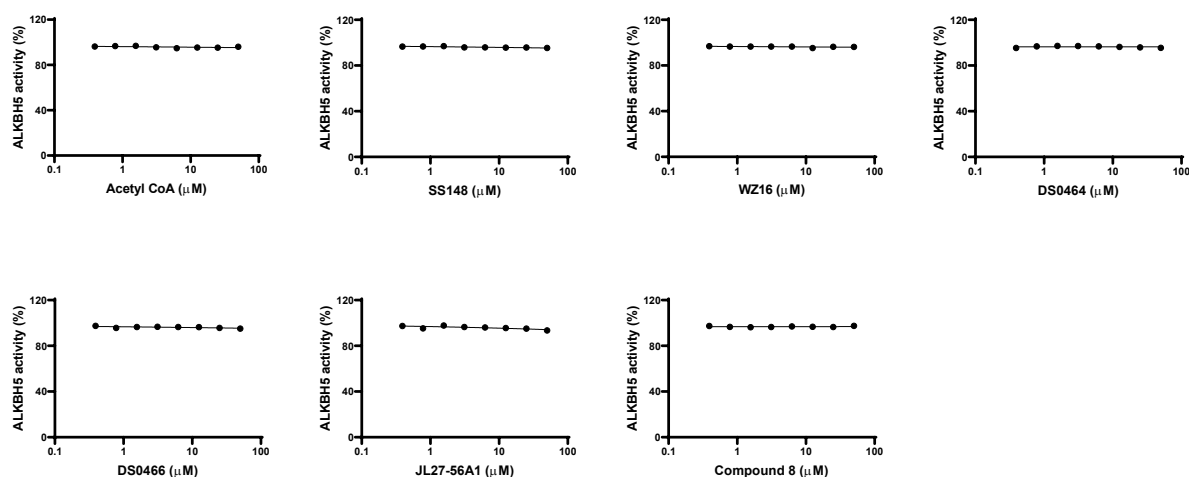 ALKBH5 activity (%)
120
80
40
0
0.1 1 10 100
Acetyl CoA (μM)
ALKBH5 activity (%)
120
80
40
0
0.1 1 10 100
SS148 (μM)
ALKBH5 activity (%)
120
80
40
0
0.1 1 10 100
WZ16 (μM)
ALKBH5 activity (%)
120
80
40
0
0.1 1 10 100
DS0464 (μM)
ALKBH5 activity (%)
120
80
40
0
0.1 1 10 100
DS0466 (μM)
ALKBH5 activity (%)
120
80
40
0
0.1 1 10 100
JL27-56A1 (μM)
ALKBH5 activity (%)
120
80
40
0
0.1 1 10 100
Compound 8 (μM)